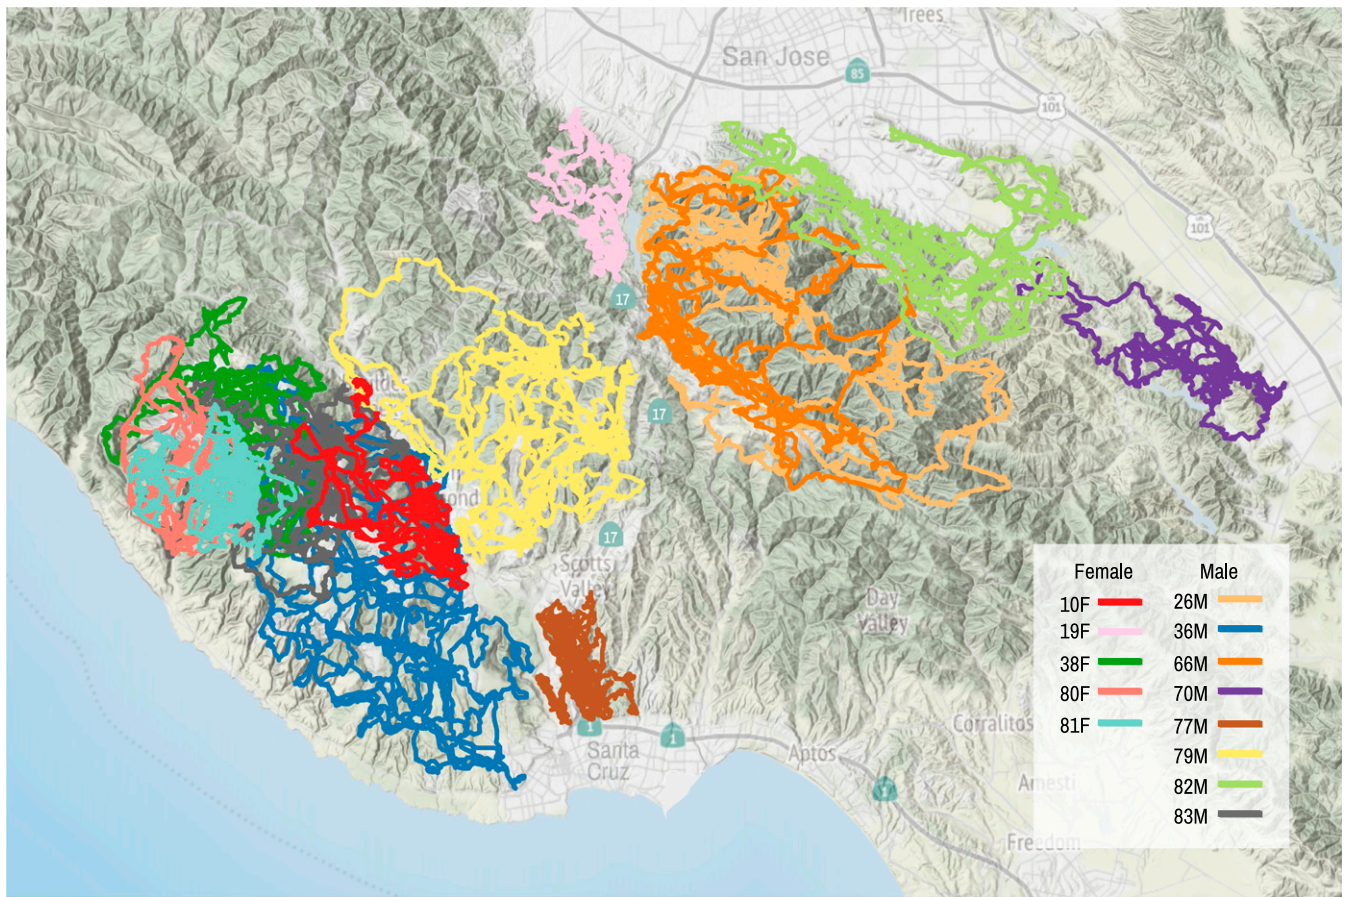 Trees
San Jose
85
101
101
17
17
17
Scotts
Valley
Day
valley
Female
Male
10F
26M
19F
36M
38F
66M
80F
70M
81F
77M
79M
82M
83M
Corralitos
1
1
Santa
Cruz
Aptos
1
Amesti
Freedom